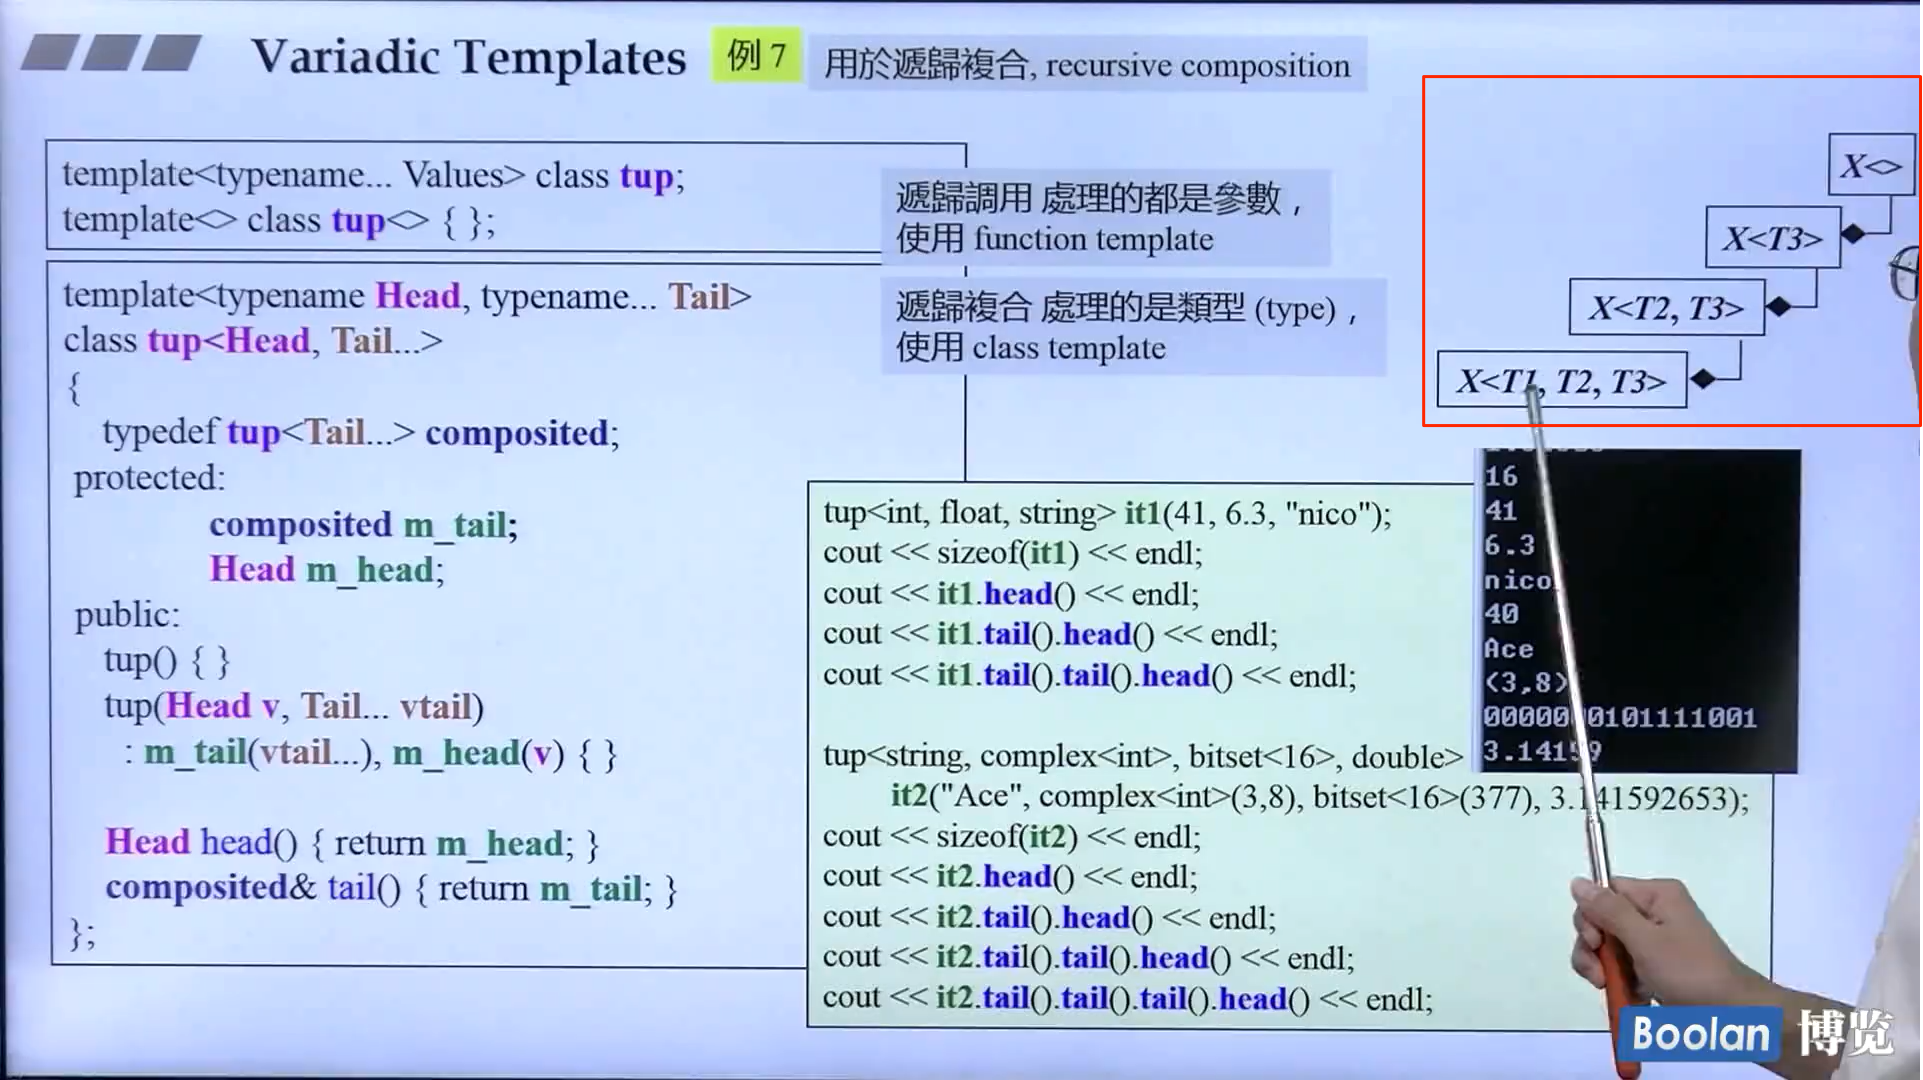 Variadic Templates
例 7
用於遞歸複合, recursive composition
template<typename... Values> class tup;
template<> class tup<> { };
遞歸調用 處理的都是參數，
使用 function template
遞歸複合 處理的是類型 (type)，
使用 class template
X<>
X<T3>
X<T2, T3>
X<T1, T2, T3>
template<typename Head, typename... Tail>
class tup<Head, Tail...>
{
typedef tup<Tail...> composited;
protected:
composited m_tail;
Head m_head;
public:
tup() { }
tup(Head v, Tail... vtail)
: m_tail(vtail...), m_head(v) { }
Head head() { return m_head; }
composited& tail() { return m_tail; }
};
tup<int, float, string> it1(41, 6.3, "nico");
cout << sizeof(it1) << endl;
cout << it1.head() << endl;
cout << it1.tail().head() << endl;
cout << it1.tail().tail().head() << endl;
tup<string, complex<int>, bitset<16>, double>
it2("Ace", complex<int>(3,8), bitset<16>(377), 3.141592653);
cout << sizeof(it2) << endl;
cout << it2.head() << endl;
cout << it2.tail().head() << endl;
cout << it2.tail().tail().head() << endl;
cout << it2.tail().tail().tail().head() << endl;
16
41
6.3
nico
40
Ace
(3,8)
0000000101111001
3.14159
Boolan 博览